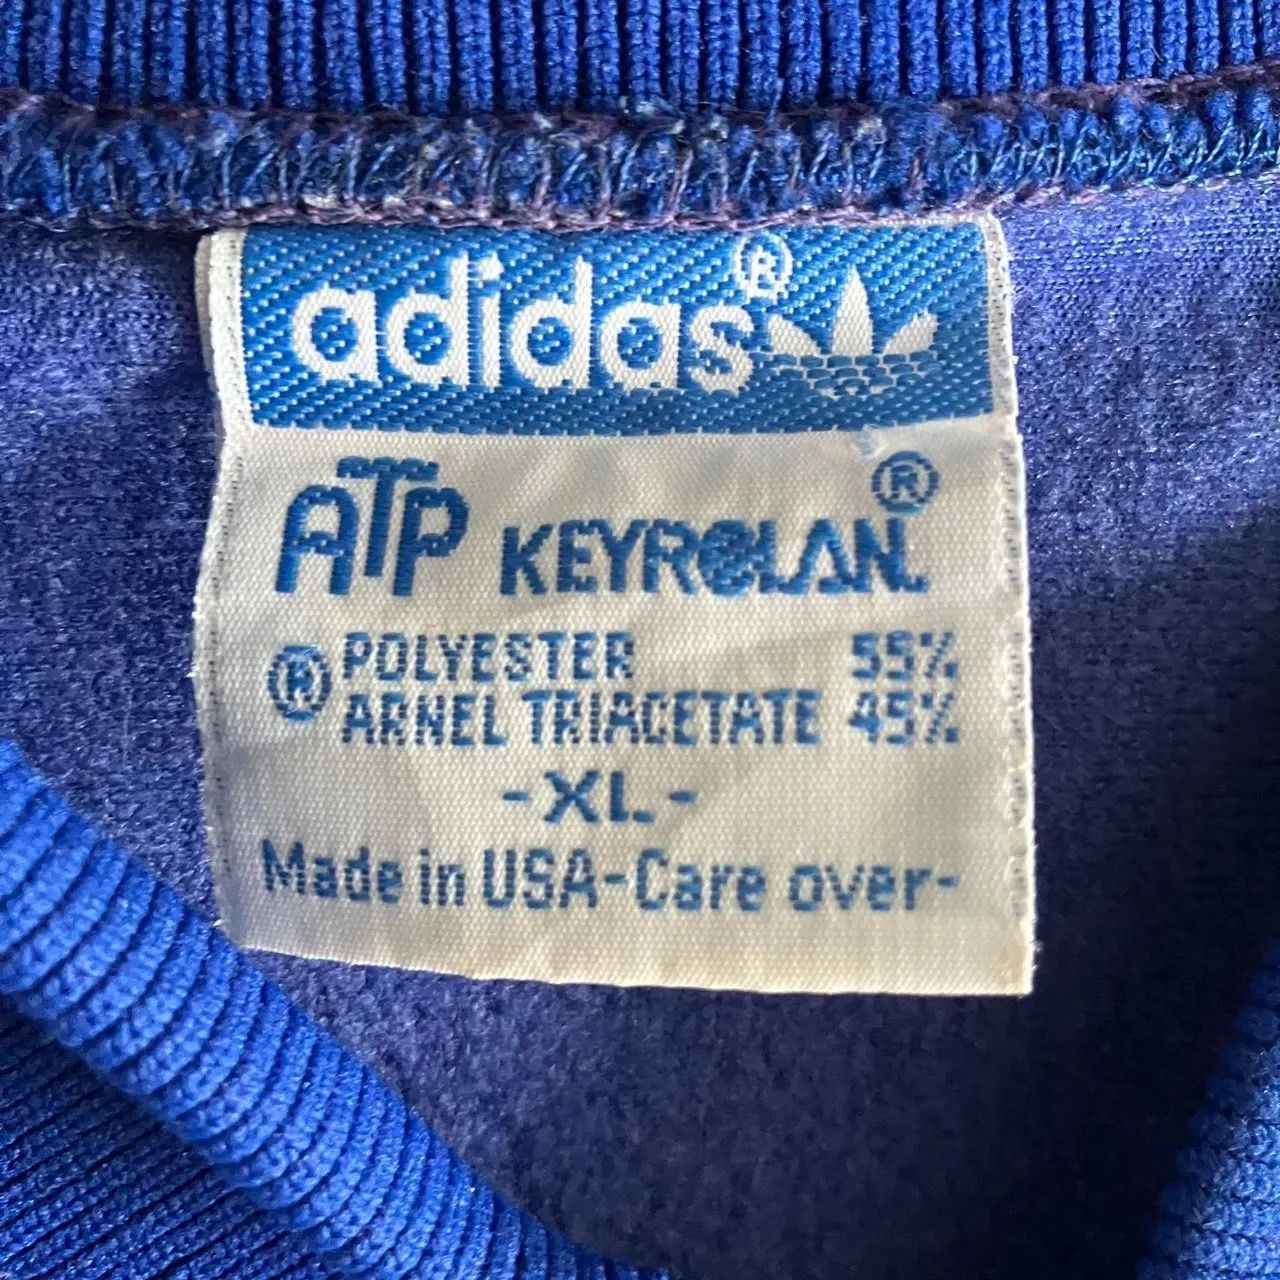 adidas®
ATP KEYROLAN®
® POLYESTER 55%
ARNEL TRIACETATE 45%
-XL-
Made in USA-Care over-